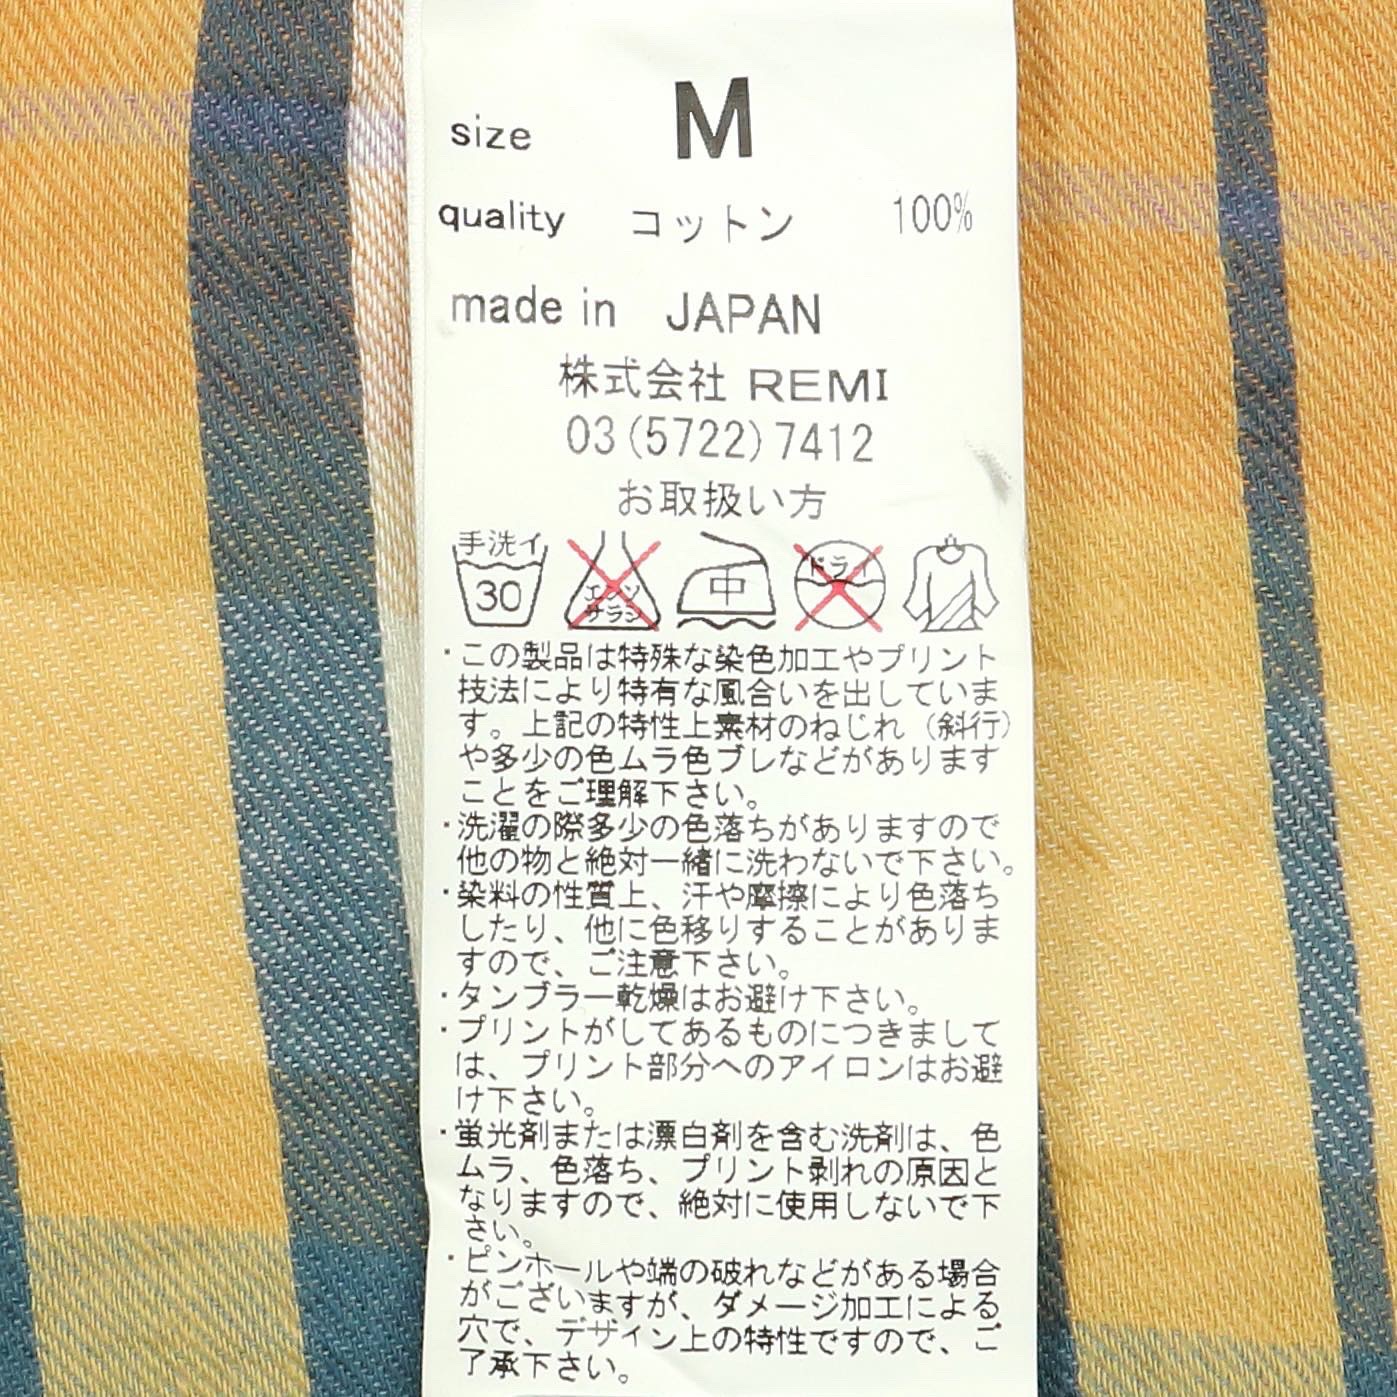 size M
quality コットン 100%
made in JAPAN
株式会社 REMI
03(5722)7412
お取扱い方
手洗イ
30
エンソ
サラシ
中
ドライ
・この製品は特殊な染色加工やプリント
技法により特有な風合いを出していま
す。上記の特性上素材のねじれ（斜行）
や多少の色ムラ色ブレなどがあります
ことをご理解下さい。
・洗濯の際多少の色落ちがありますので
他の物と絶対一緒に洗わないで下さい。
・染料の性質上、汗や摩擦により色落ち
したり、他に色移りすることがありま
すので、ご注意下さい。
・タンブラー乾燥はお避け下さい。
・プリントがしてあるものにつきまして
は、プリント部分へのアイロンはお避
け下さい。
・蛍光剤または漂白剤を含む洗剤は、色
ムラ、色落ち、プリント剥れの原因と
なりますので、絶対に使用しないで下
さい。
・ピンホールや端の破れなどがある場合
がございますが、ダメージ加工による
穴で、デザイン上の特性ですので、ご
了承下さい。